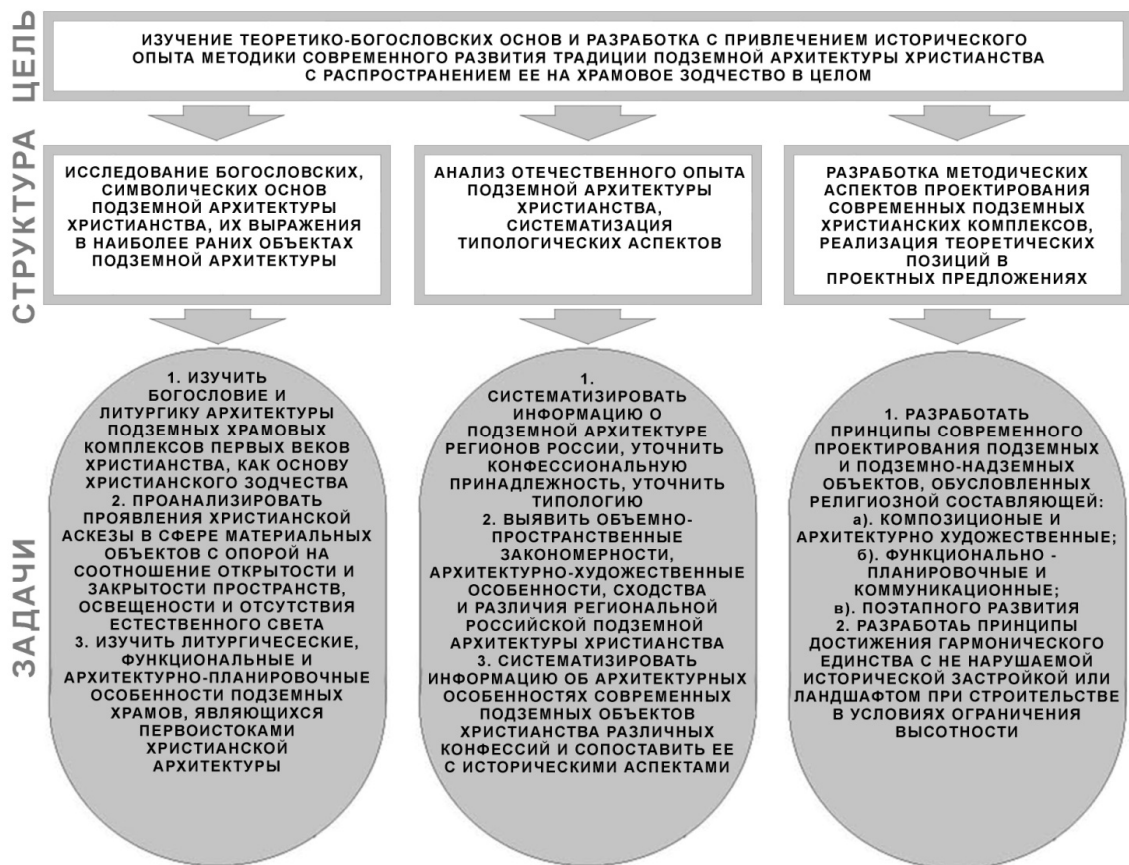 ЦЕЛЬ
ИЗУЧЕНИЕ ТЕОРЕТИКО-БОГОСЛОВСКИХ ОСНОВ И РАЗРАБОТКА С ПРИВЛЕЧЕНИЕМ ИСТОРИЧЕСКОГО
ОПЫТА МЕТОДИКИ СОВРЕМЕННОГО РАЗВИТИЯ ТРАДИЦИИ ПОДЗЕМНОЙ АРХИТЕКТУРЫ ХРИСТИАНСТВА
С РАСПРОСТРАНЕНИЕМ ЕЕ НА ХРАМОВОЕ ЗОДЧЕСТВО В ЦЕЛОМ
СТРУКТУРА
ИССЛЕДОВАНИЕ БОГОСЛОВСКИХ,
СИМВОЛИЧЕСКИХ ОСНОВ
ПОДЗЕМНОЙ АРХИТЕКТУРЫ
ХРИСТИАНСТВА, ИХ ВЫРАЖЕНИЯ
В НАИБОЛЕЕ РАНИХ ОБЪЕКТАХ
ПОДЗЕМНОЙ АРХИТЕКТУРЫ
АНАЛИЗ ОТЕЧЕСТВЕННОГО ОПЫТА
ПОДЗЕМНОЙ АРХИТЕКТУРЫ
ХРИСТИАНСТВА,
СИСТЕМАТИЗАЦИЯ
ТИПОЛОГИЧЕСКИХ АСПЕКТОВ
РАЗРАБОТКА МЕТОДИЧЕСКИХ
АСПЕКТОВ ПРОЕКТИРОВАНИЯ
СОВРЕМЕННЫХ ПОДЗЕМНЫХ
ХРИСТИАНСКИХ КОМПЛЕКСОВ,
РЕАЛИЗАЦИЯ ТЕОРЕТИЧЕСКИХ
ПОЗИЦИЙ В
ПРОЕКТНЫХ ПРЕДЛОЖЕНИЯХ
ЗАДАЧИ
1. ИЗУЧИТЬ
БОГОСЛОВИЕ И
ЛИТУРГИКУ АРХИТЕКТУРЫ
ПОДЗЕМНЫХ ХРАМОВЫХ
КОМПЛЕКСОВ ПЕРВЫХ ВЕКОВ
ХРИСТИАНСТВА, КАК ОСНОВУ
ХРИСТИАНСКОГО ЗОДЧЕСТВА
2. ПРОАНАЛИЗИРОВАТЬ
ПРОЯВЛЕНИЯ ХРИСТИАНСКОЙ
АСКЕЗЫ В СФЕРЕ МАТЕРИАЛЬНЫХ
ОБЪЕКТОВ С ОПОРОЙ НА
СООТНОШЕНИЕ ОТКРЫТОСТИ И
ЗАКРЫТОСТИ ПРОСТРАНСТВ,
ОСВЕЩЕНОСТИ И ОТСУТСТВИЯ
ЕСТЕСТВЕННОГО СВЕТА
3. ИЗУЧИТЬ ЛИТУРГИЧЕСЕСКИЕ,
ФУНКЦИОНАЛЬНЫЕ И
АРХИТЕКТУРНО-ПЛАНИРОВОЧНЫЕ
ОСОБЕННОСТИ ПОДЗЕМНЫХ
ХРАМОВ, ЯВЛЯЮЩИХСЯ
ПЕРВОИСТОКАМИ
ХРИСТИАНСКОЙ
АРХИТЕКТУРЫ
1.
СИСТЕМАТИЗИРОВАТЬ
ИНФОРМАЦИЮ О
ПОДЗЕМНОЙ АРХИТЕКТУРЕ
РЕГИОНОВ РОССИИ, УТОЧНИТЬ
КОНФЕССИОНАЛЬНУЮ
ПРИНАДЛЕЖНОСТЬ, УТОЧНИТЬ
ТИПОЛОГИЮ
2. ВЫЯВИТЬ ОБЪЕМНО-
ПРОСТРАНСТВЕННЫЕ
ЗАКОНОМЕРНОСТИ,
АРХИТЕКТУРНО-ХУДОЖЕСТВЕННЫЕ
ОСОБЕННОСТИ, СХОДСТВА
И РАЗЛИЧИЯ РЕГИОНАЛЬНОЙ
РОССИЙСКОЙ ПОДЗЕМНОЙ
АРХИТЕКТУРЫ ХРИСТИАНСТВА
3. СИСТЕМАТИЗИРОВАТЬ
ИНФОРМАЦИЮ ОБ АРХИТЕКТУРНЫХ
ОСОБЕННОСТЯХ СОВРЕМЕННЫХ
ПОДЗЕМНЫХ ОБЪЕКТОВ
ХРИСТИАНСТВА РАЗЛИЧНЫХ
КОНФЕССИЙ И СОПОСТАВИТЬ ЕЕ
С ИСТОРИЧЕСКИМИ АСПЕКТАМИ
1. РАЗРАБОТАТЬ
ПРИНЦИПЫ СОВРЕМЕННОГО
ПРОЕКТИРОВАНИЯ ПОДЗЕМНЫХ
И ПОДЗЕМНО-НАДЗЕМНЫХ
ОБЪЕКТОВ, ОБУСЛОВЛЕННЫХ
РЕЛИГИОЗНОЙ СОСТАВЛЯЮЩЕЙ:
а). КОМПОЗИЦИОНЫЕ И
АРХИТЕКТУРНО ХУДОЖЕСТВЕННЫЕ;
б). ФУНКЦИОНАЛЬНО -
ПЛАНИРОВОЧНЫЕ И
КОММУНИКАЦИОННЫЕ;
в). ПОЭТАПНОГО РАЗВИТИЯ
2. РАЗРАБОТАЬ ПРИНЦИПЫ
ДОСТИЖЕНИЯ ГАРМОНИЧЕСКОГО
ЕДИНСТВА С НЕ НАРУШАЕМОЙ
ИСТОРИЧЕСКОЙ ЗАСТРОЙКОЙ ИЛИ
ЛАНДШАФТОМ ПРИ СТРОИТЕЛЬСТВЕ
В УСЛОВИЯХ ОГРАНИЧЕНИЯ
ВЫСОТНОСТИ